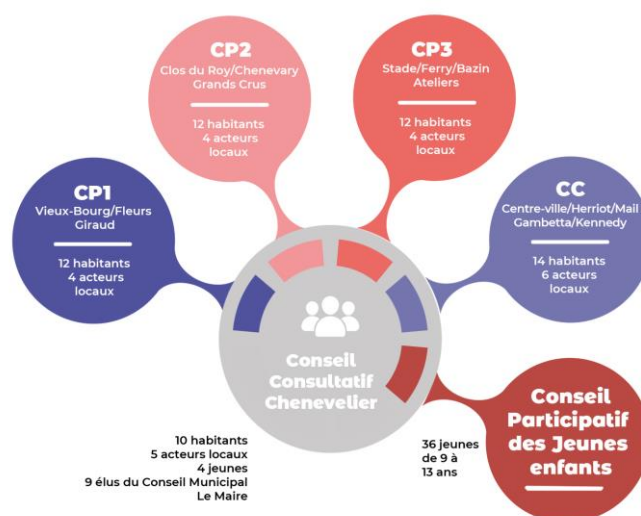 CP2
Clos du Roy/Chenevary
Grands Crus
12 habitants
4 acteurs
locaux
CP3
Stade/Ferry/Bazin
Ateliers
12 habitants
4 acteurs
locaux
CP1
Vieux-Bourg/Fleurs
Giraud
12 habitants
4 acteurs
locaux
CC
Centre-ville/Herriot/Mail
Gambetta/Kennedy
14 habitants
6 acteurs
locaux
Conseil
Consultatif
Chenevelier
10 habitants
5 acteurs locaux
4 jeunes
9 élus du Conseil Municipal
Le Maire
36 jeunes
de 9 à
13 ans
Conseil
Participatif
des Jeunes
enfants